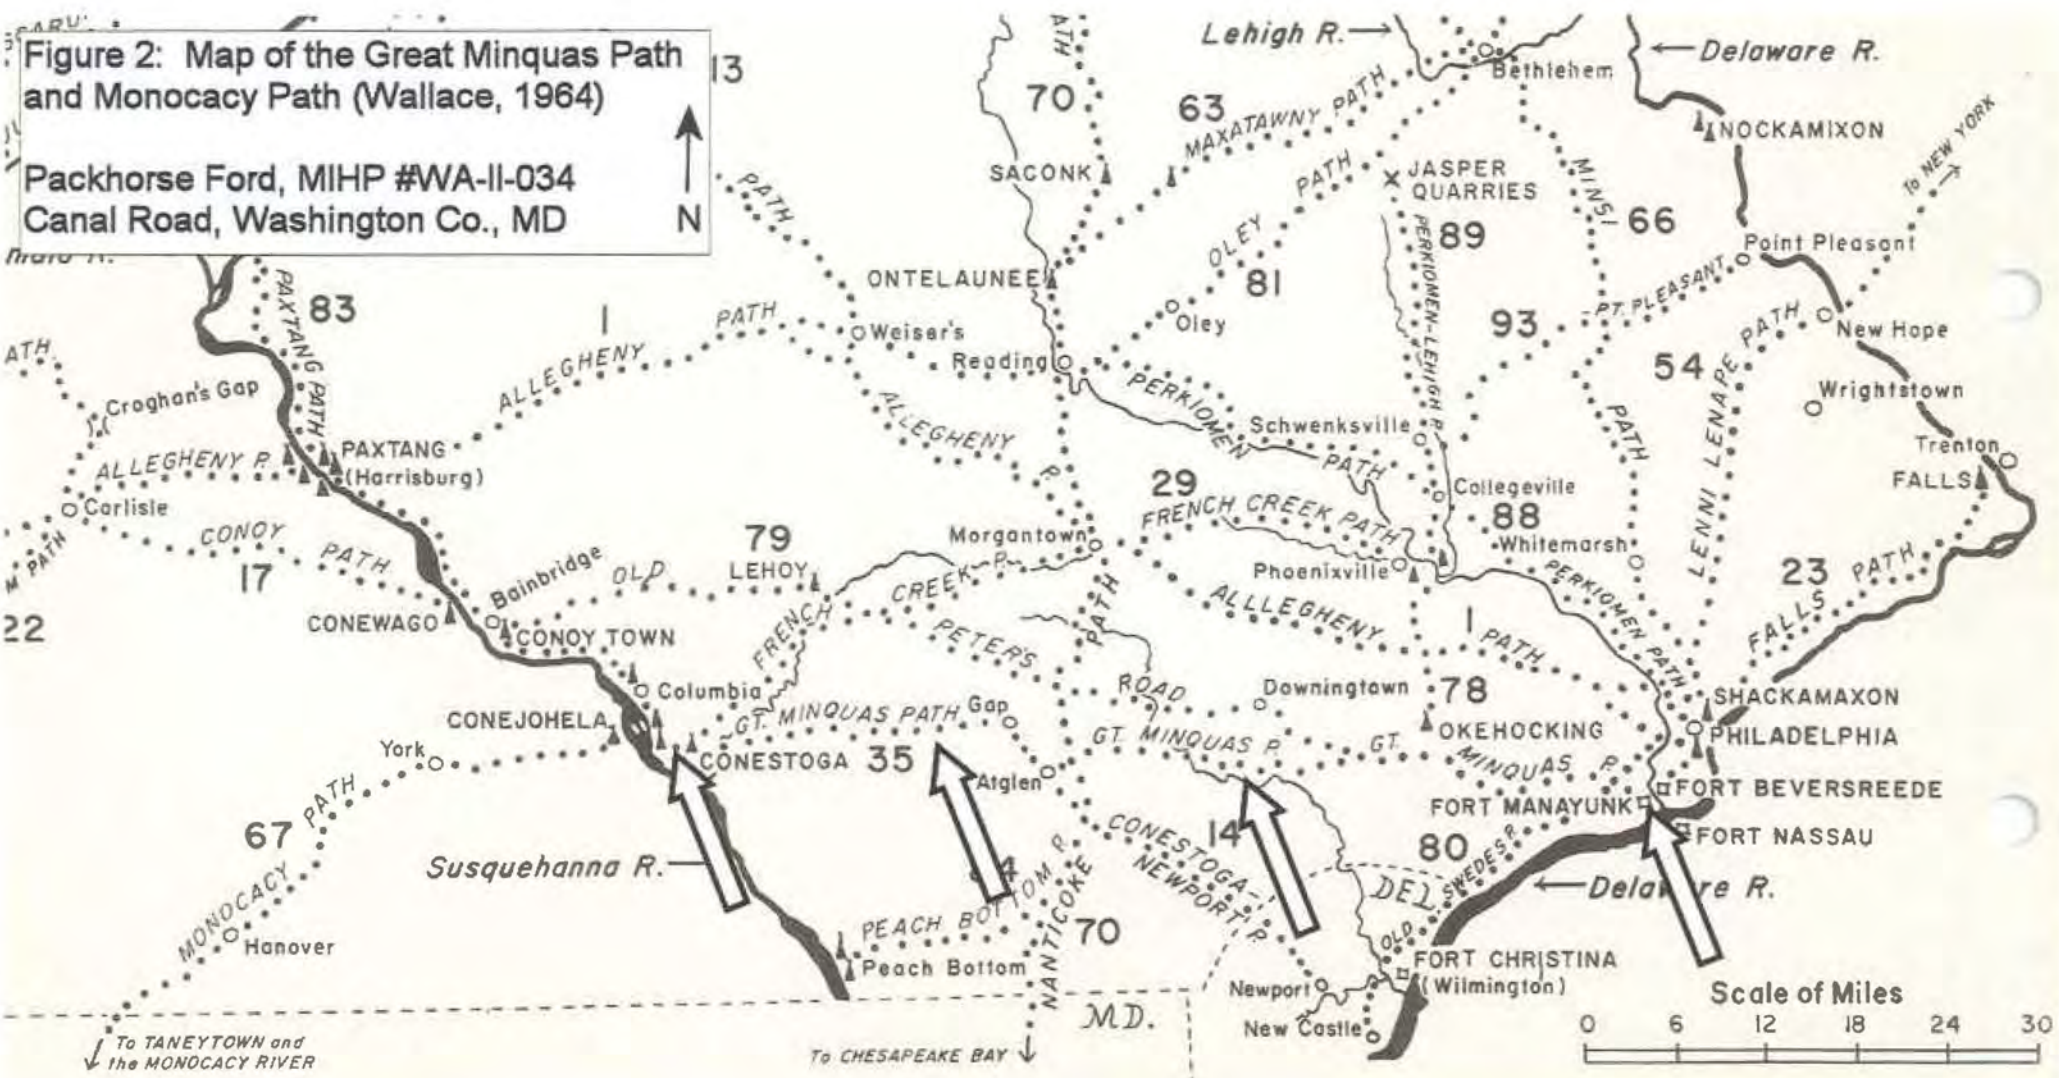 Figure 2: Map of the Great Minquas Path
and Monocacy Path (Wallace, 1964)
Packhorse Ford, MIHP #WA-II-034
Canal Road, Washington Co., MD
N
13
PATH
Lehigh R.
Delaware R.
Bethlehem
70
ATH
63
MAXATAWNY PATH
NOCKAMIXON
TO NEW YORK
SACONK
JASPER
QUARRIES
MINSI
66
PATH
OLEY PATH
81
PERKIOMEN-LEHIGH P.
89
Point Pleasant
ONTELAUNEE
83
PAXTANG PATH
1
ALLEGHENY PATH
Weiser's
Oley
93
PT. PLEASANT
New Hope
54
LENNI LENAPE PATH
Wrightstown
ATH
Croghan's Gap
Reading
PERKIOMEN
PATH
Schwenksville
Trenton
FALLS
ALLEGHENY P.
PAXTANG
(Harrisburg)
ALLEGHENY P.
Carlisle
29
FRENCH CREEK PATH
Collegeville
88
Whitemarsh
CONOY PATH
17
M PATH
22
79
OLD
LEHOY
Bainbridge
Morgantown
Phoenixville
PERKIOMEN PATH
23
FALLS PATH
CONEWAGO
CONOY TOWN
FRENCH CREEK P.
PATH
ALLLEGHENY
1
PATH
PETER'S
ROAD
Downingtown
78
SHACKAMAXON
Columbia
CONEJOHELA
GT. MINQUAS PATH
Gap
GT. MINQUAS P.
GT.
MINQUAS P.
OKEHOCKING
PHILADELPHIA
York
CONESTOGA
35
Atglen
FORT BEVERSREEDE
FORT MANAYUNK
FORT NASSAU
67
MONOCACY PATH
Susquehanna R.
CONESTOGA-
NEWPORT P.
14
80
OLD SWEDES P.
DEL
Delaware R.
PEACH BOTTOM P.
NANTICOKE
70
Hanover
Peach Bottom
FORT CHRISTINA
(Wilmington)
Newport
New Castle
MD.
To TANEYTOWN and
the MONOCACY RIVER
To CHESAPEAKE BAY
Scale of Miles
0 6 12 18 24 30